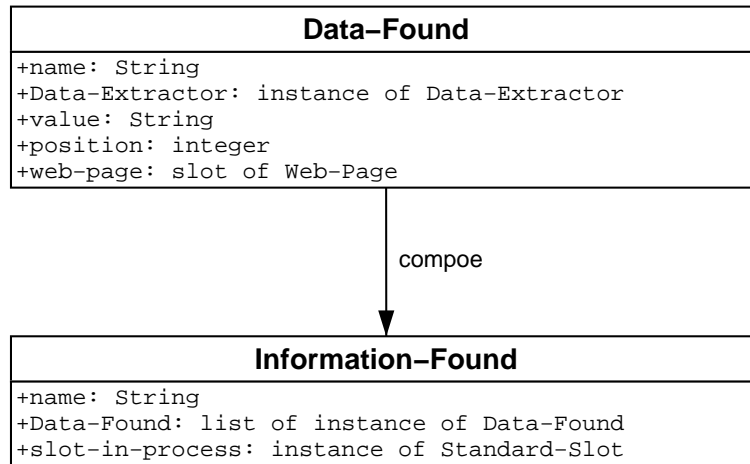 Data−Found
+name: String
+Data−Extractor: instance of Data−Extractor
+value: String
+position: integer
+web−page: slot of Web−Page
compoe
Information−Found
+name: String
+Data−Found: list of instance of Data−Found
+slot−in−process: instance of Standard−Slot